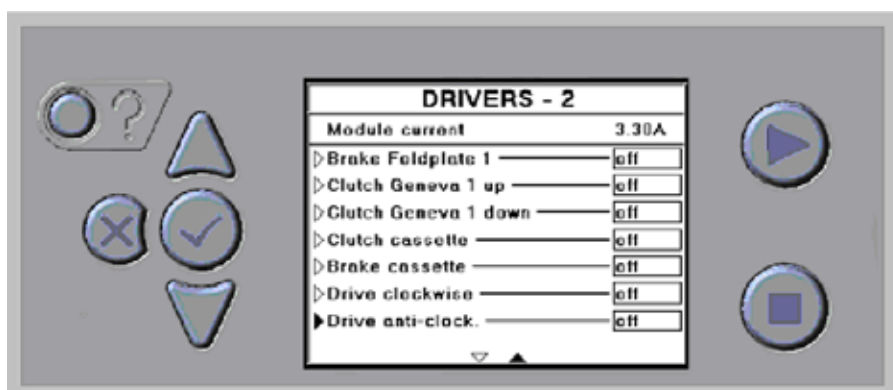 ?
DRIVERS - 2
Module current 3.30A
Brake Foldplate 1 off
Clutch Geneva 1 up off
Clutch Geneva 1 down off
Clutch cassette off
Brake cassette off
Drive clockwise off
Drive anti-clock. off